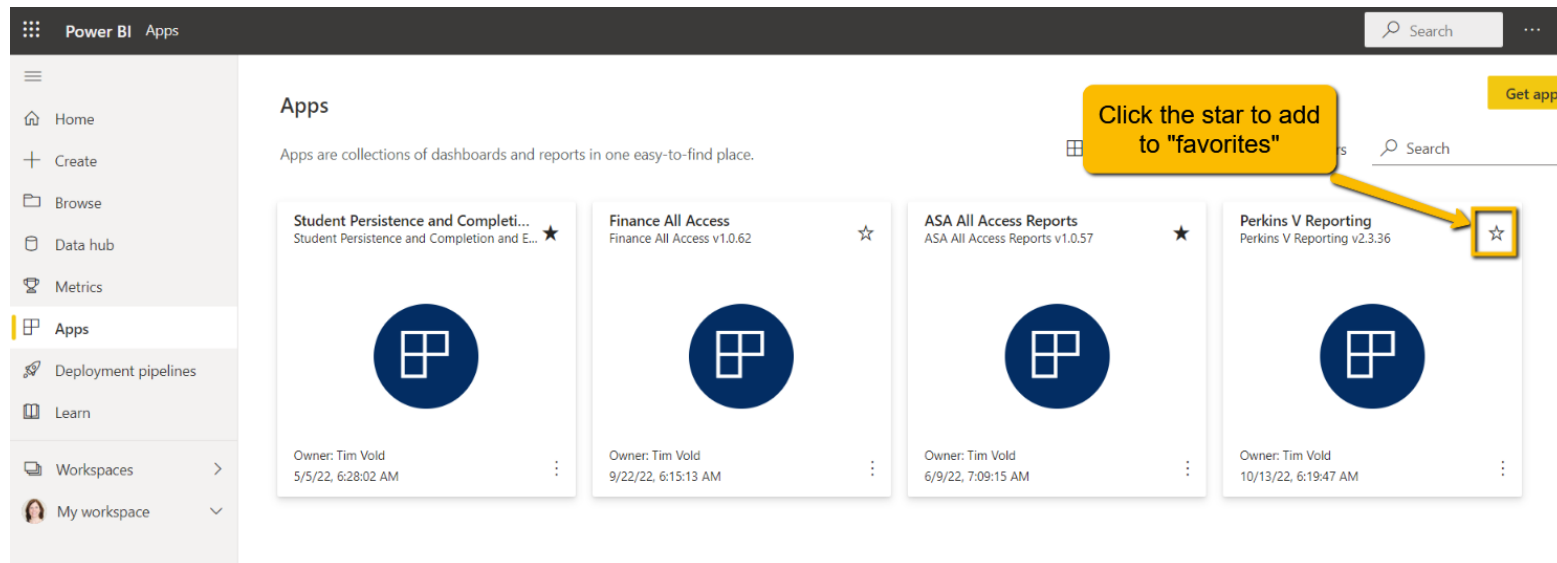 Power BI Apps
Search
Home
Create
Browse
Data hub
Metrics
Apps
Deployment pipelines
Learn
Workspaces
My workspace
Apps
Get app
Apps are collections of dashboards and reports in one easy-to-find place.
Click the star to add
to "favorites"
rs
Search
Student Persistence and Completi...
Student Persistence and Completion and E...
Owner: Tim Vold
5/5/22, 6:28:02 AM
Finance All Access
Finance All Access v1.0.62
Owner: Tim Vold
9/22/22, 6:15:13 AM
ASA All Access Reports
ASA All Access Reports v1.0.57
Owner: Tim Vold
6/9/22, 7:09:15 AM
Perkins V Reporting
Perkins V Reporting v2.3.36
Owner: Tim Vold
10/13/22, 6:19:47 AM